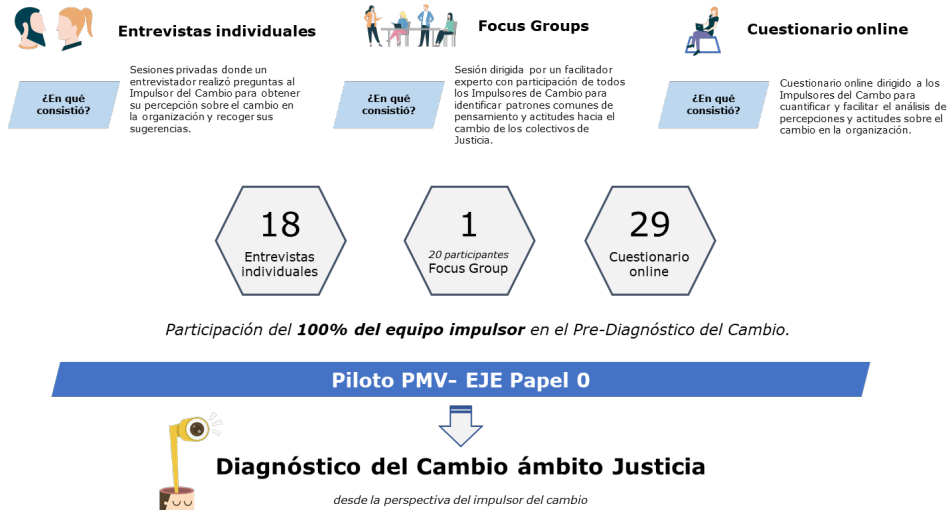 Entrevistas individuales
¿En qué consistió?
Sesiones privadas donde un
entrevistador realizó preguntas al
Impulsor del Cambio para obtener
su percepción sobre el cambio en
la organización y recoger sus
sugerencias.
Focus Groups
¿En qué consistió?
Sesión dirigida por un facilitador
experto con participación de todos
los Impulsores de Cambio para
identificar patrones comunes de
pensamiento y actitudes hacia el
cambio de los colectivos de
Justicia.
Cuestionario online
¿En qué consistió?
Cuestionario online dirigido a los
Impulsores del Cambo para
cuantificar y facilitar el análisis de
percepciones y actitudes sobre el
cambio en la organización.
18
Entrevistas
individuales
1
20 participantes
Focus Group
29
Cuestionario
online
Participación del 100% del equipo impulsor en el Pre-Diagnóstico del Cambio.
Piloto PMV- EJE Papel 0
Diagnóstico del Cambio ámbito Justicia
desde la perspectiva del impulsor del cambio